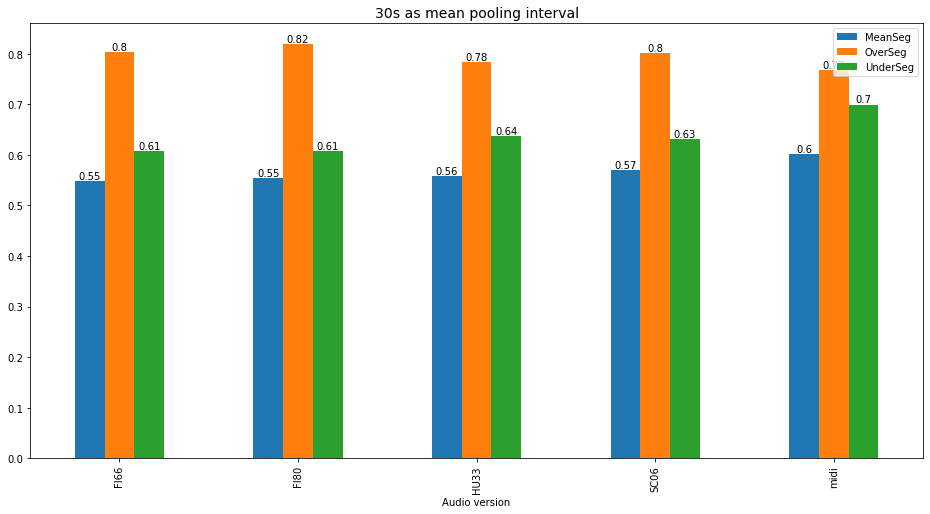 30s as mean pooling interval
MeanSeg
OverSeg
UnderSeg
0.8
0.7
0.6
0.5
0.4
0.3
0.2
0.1
0.0
0.55
0.8
0.61
0.55
0.82
0.61
0.56
0.78
0.64
0.57
0.8
0.63
0.6
0.7
FI66
FI80
HU33
SC06
midi
Audio version